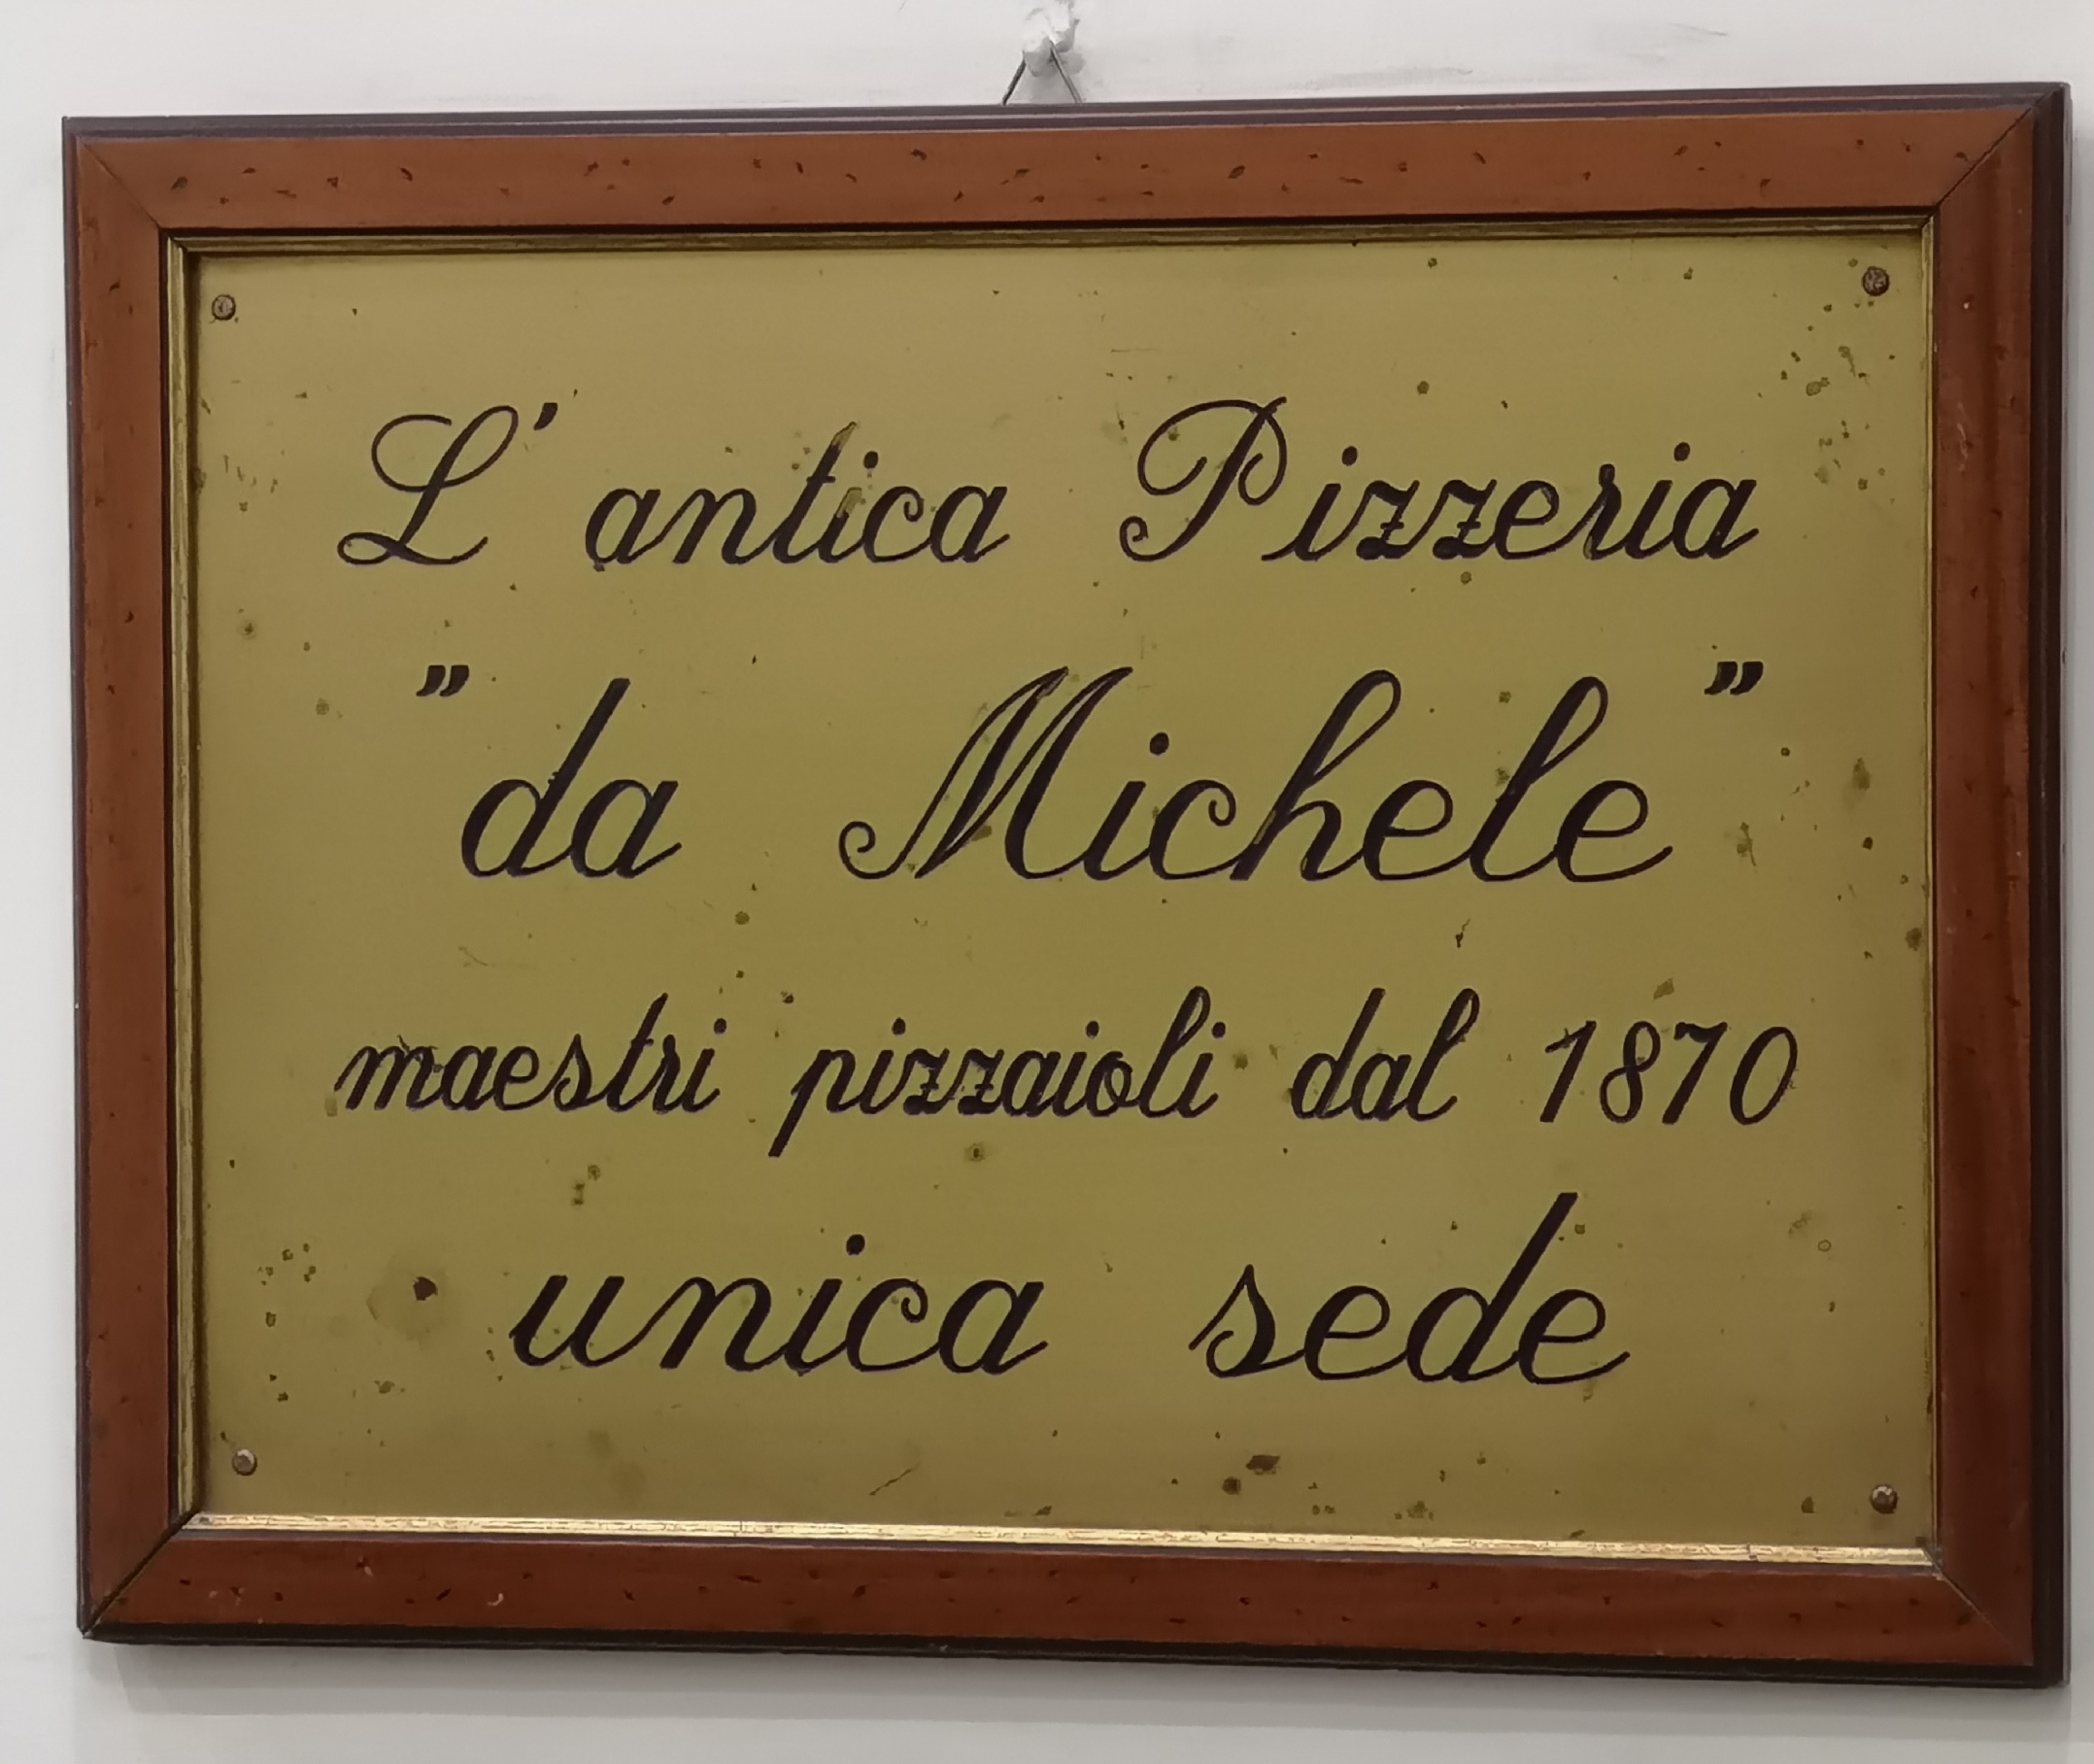 L' antica Pizzeria
"da Michele"
maestri pizzaioli dal 1870
unica sede